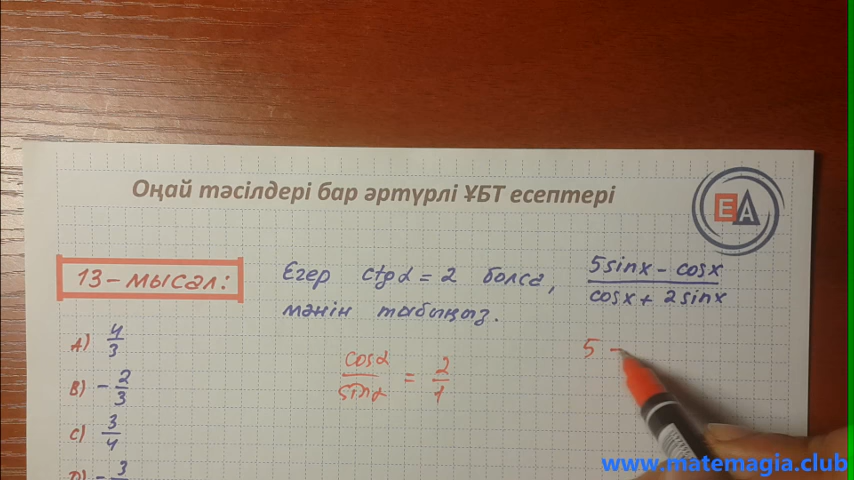 Оңай тәсілдері бар әртүрлі ҰБТ есептері
EA
13 – мысал:
Егер ctgα = 2 болса, (5sinx - cosx)/(cosx + 2sinx)
мәнін табыңыз.
A) 4/3
B) -2/3
C) 3/4
D) - 3
cosα/sinα = 2/1
5 -
www.matemagia.club